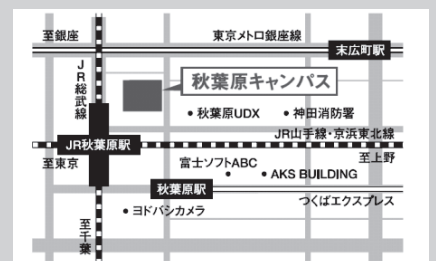 至銀座
東京メトロ銀座線
末広町駅
JR総武線
秋葉原キャンパス
秋葉原UDX
神田消防署
JR山手線・京浜東北線
JR秋葉原駅
至東京
富士ソフトABC
至上野
AKS BUILDING
秋葉原駅
つくばエクスプレス
ヨドバシカメラ
至千葉